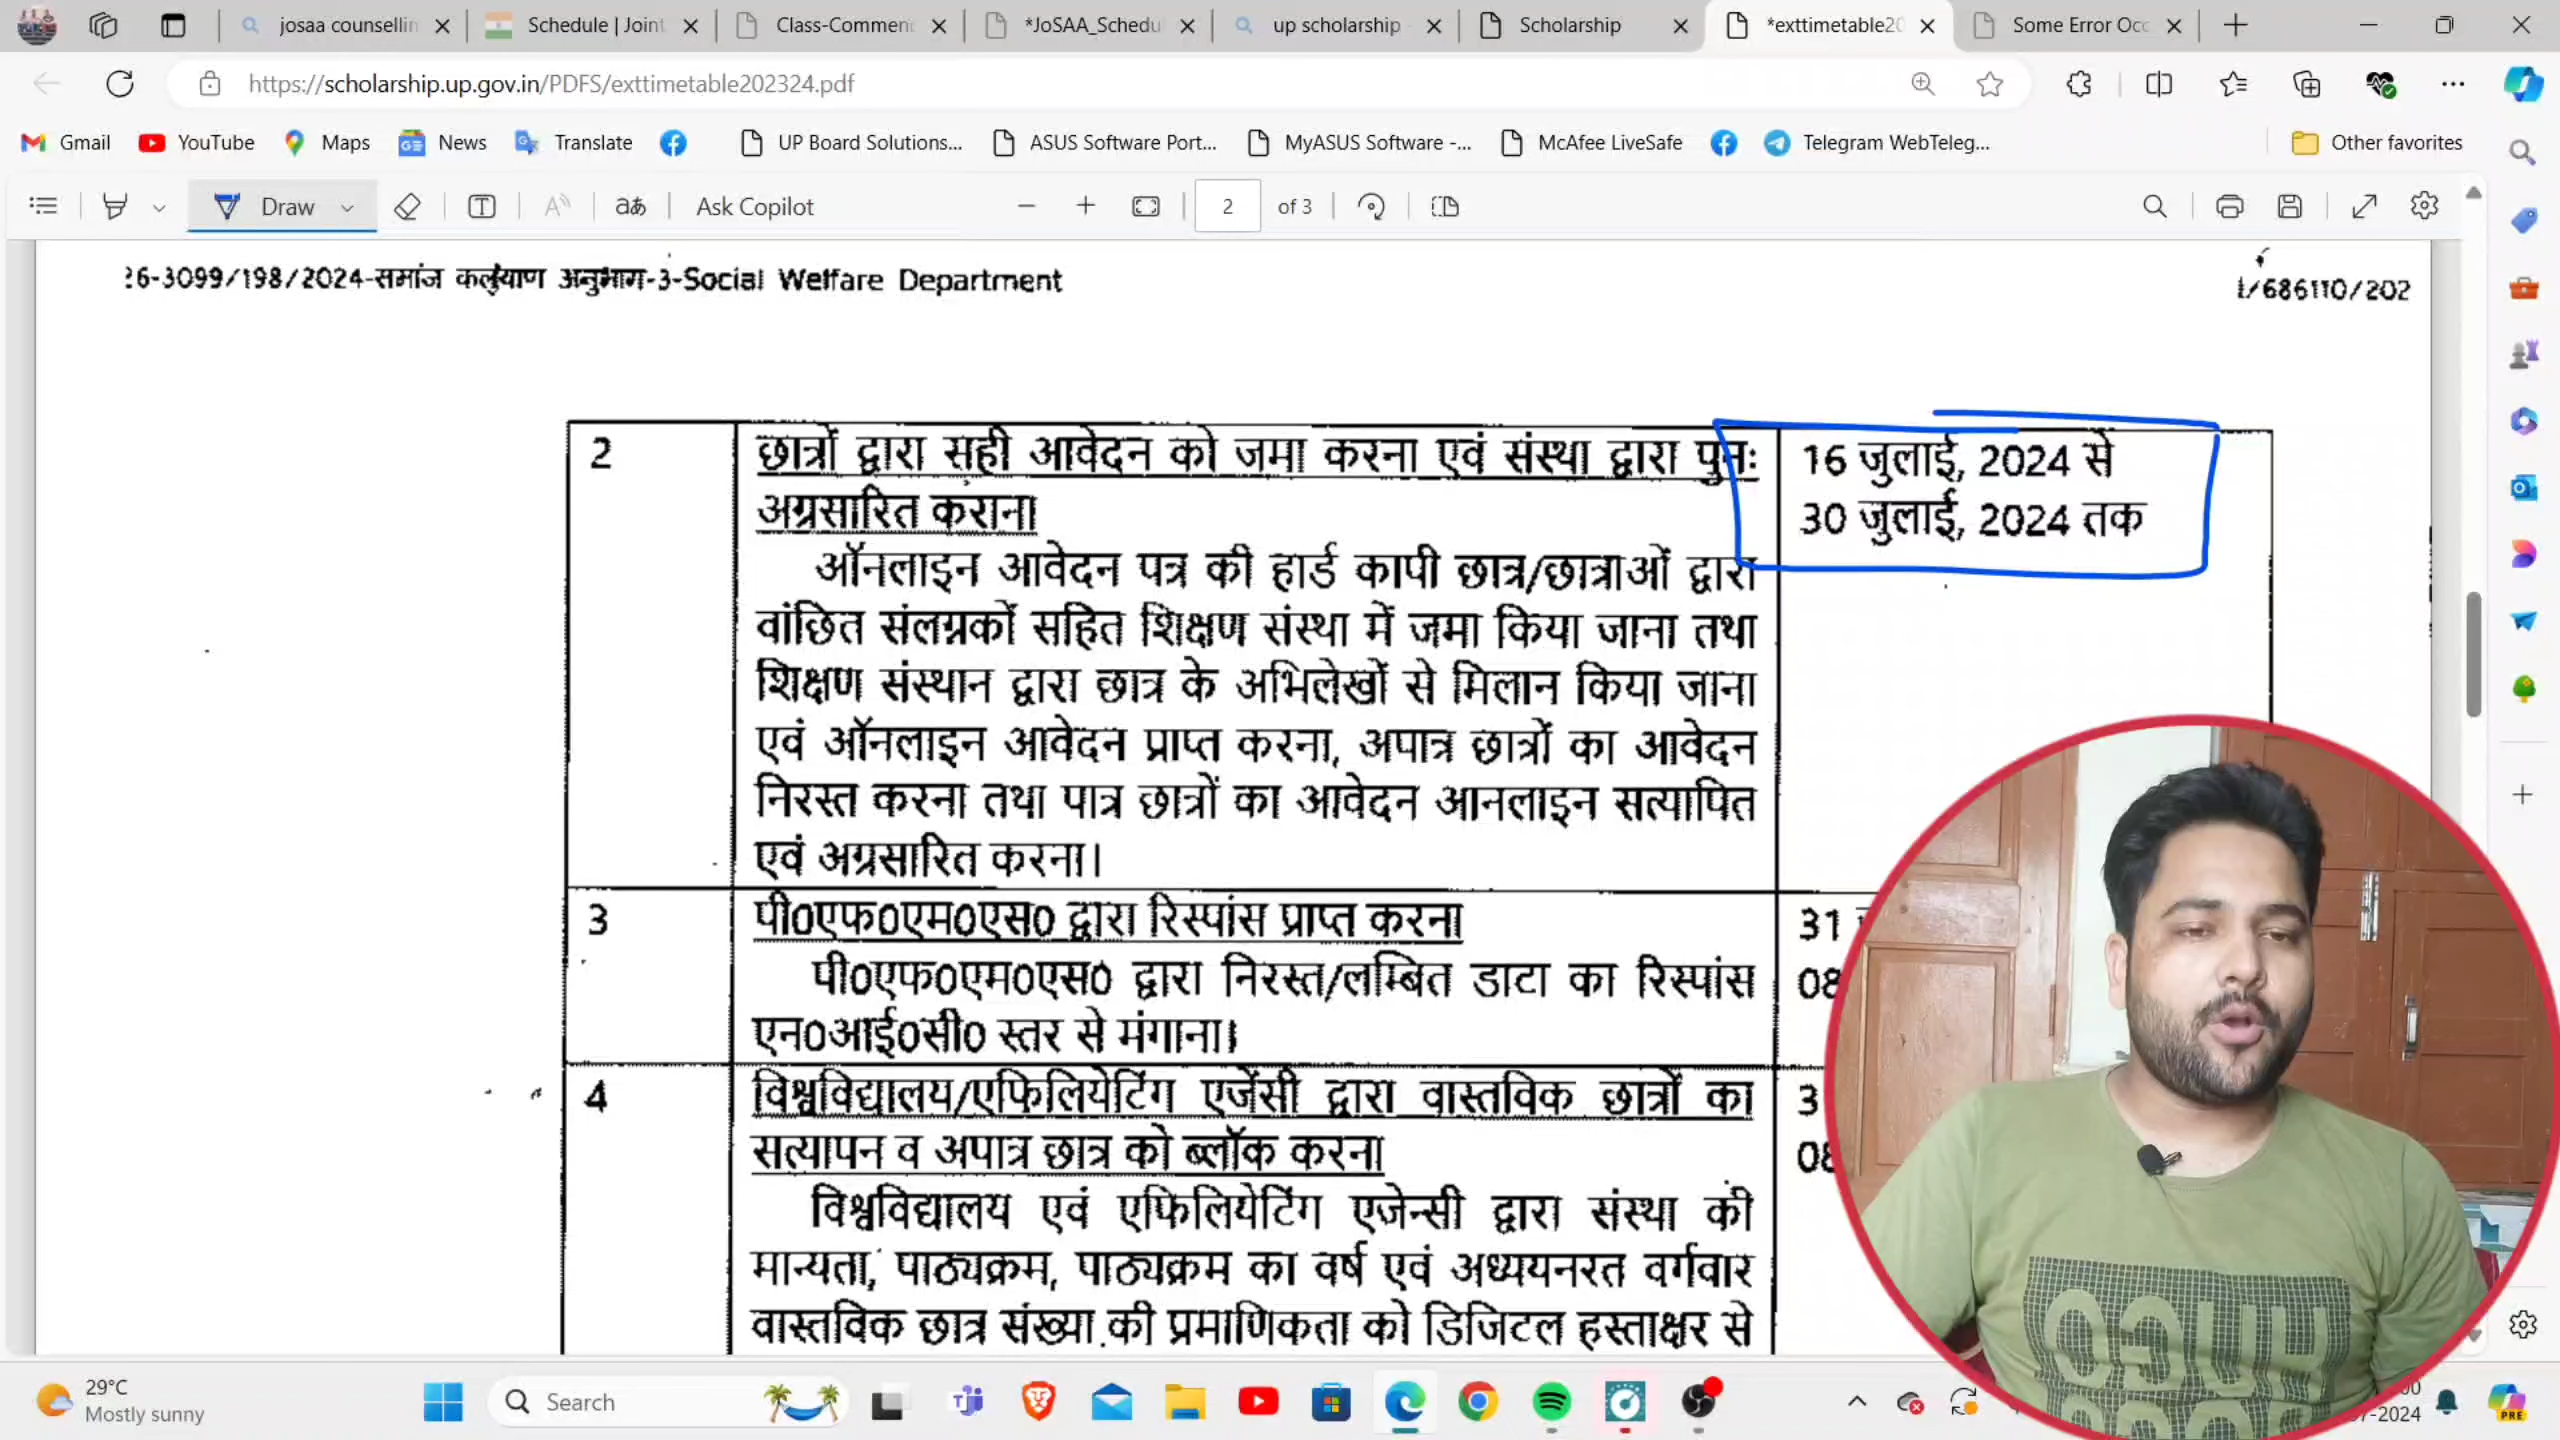 josaa counsellin
Schedule | Joint
Class-Commen
*JoSAA_Schedu
up scholarship
Scholarship
*exttimetable20
Some Error Occ
https://scholarship.up.gov.in/PDFS/exttimetable202324.pdf
Gmail
YouTube
Maps
News
Translate
UP Board Solutions...
ASUS Software Port...
MyASUS Software -...
McAfee LiveSafe
Telegram WebTeleg...
Other favorites
Draw
aあ
Ask Copilot
2 of 3
26-3099/198/2024-समाज कल्याण अनुभाग-3-Social Welfare Department
I/686110/202
2
छात्रों द्वारा सही आवेदन को जमा करना एवं संस्था द्वारा पुनः
अग्रसारित कराना
ऑनलाइन आवेदन पत्र की हार्ड कापी छात्र/छात्राओं द्वारा
वांछित संलग्नकों सहित शिक्षण संस्था में जमा किया जाना तथा
शिक्षण संस्थान द्वारा छात्र के अभिलेखों से मिलान किया जाना
एवं ऑनलाइन आवेदन प्राप्त करना, अपात्र छात्रों का आवेदन
निरस्त करना तथा पात्र छात्रों का आवेदन आनलाइन सत्यापित
एवं अग्रसारित करना।
16 जुलाई, 2024 से
30 जुलाई, 2024 तक
3
पी0एफ0एम0एस0 द्वारा रिस्पांस प्राप्त करना
पी0एफ0एम0एस0 द्वारा निरस्त/लम्बित डाटा का रिस्पांस
एन0आई0सी0 स्तर से मंगाना।
31
08
4
विश्वविद्यालय/एफिलियेटिंग एजेंसी द्वारा वास्तविक छात्रों का
सत्यापन व अपात्र छात्र को ब्लॉक करना
विश्वविद्यालय एवं एफिलियेटिंग एजेन्सी द्वारा संस्था की
मान्यता, पाठ्यक्रम, पाठ्यक्रम का वर्ष एवं अध्ययनरत वर्गवार
वास्तविक छात्र संख्या की प्रमाणिकता को डिजिटल हस्ताक्षर से
3
08
29°C
Mostly sunny
Search
PRE